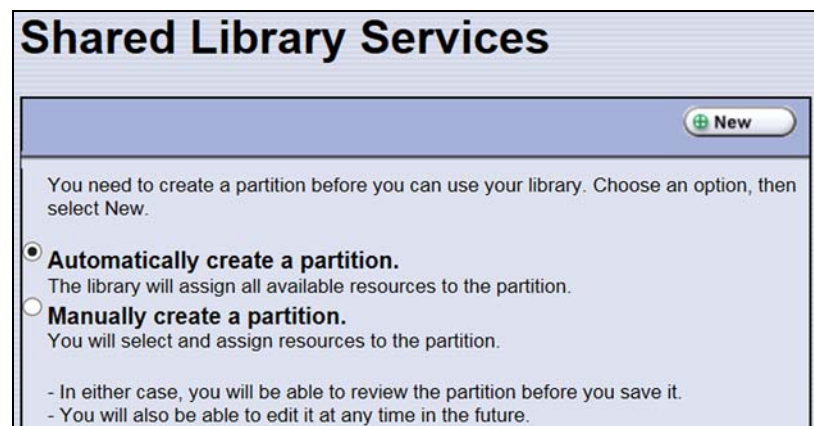 Shared Library Services
New
You need to create a partition before you can use your library. Choose an option, then
select New.
Automatically create a partition.
The library will assign all available resources to the partition.
Manually create a partition.
You will select and assign resources to the partition.
- In either case, you will be able to review the partition before you save it.
- You will also be able to edit it at any time in the future.